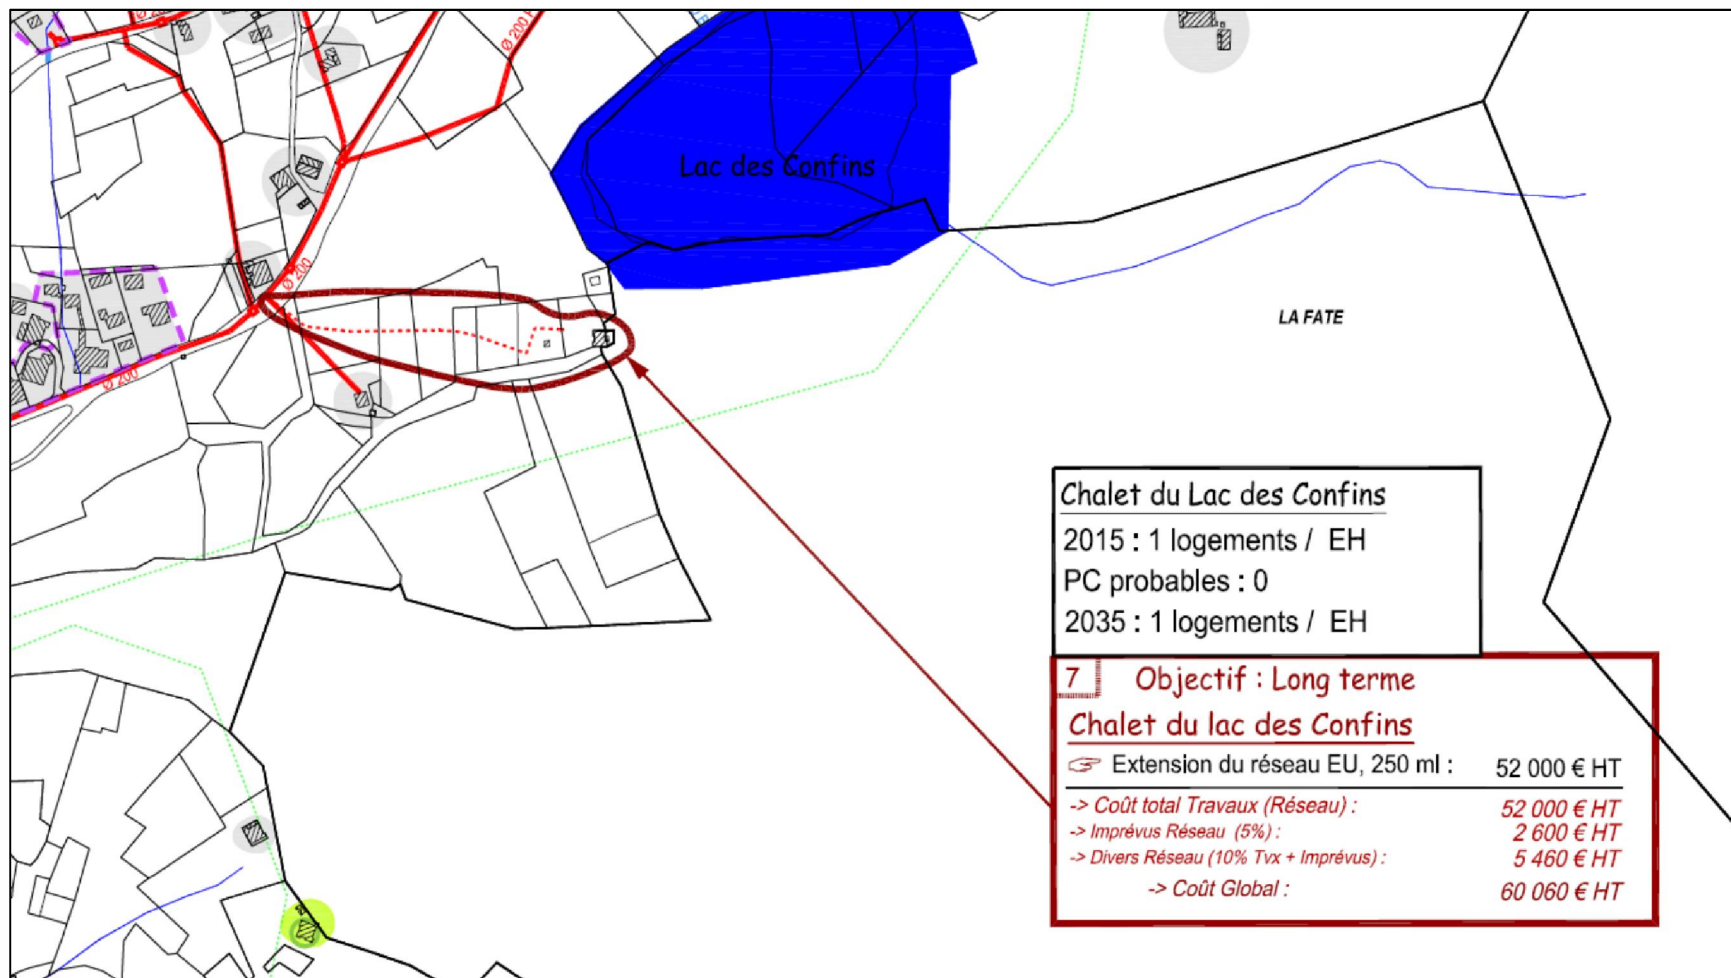 Ø 200
Lac des Confins
Ø 200
LA FATE
Ø 200
Chalet du Lac des Confins
2015 : 1 logements / EH
PC probables : 0
2035 : 1 logements / EH
7 Objectif : Long terme
Chalet du lac des Confins
Extension du réseau EU, 250 ml : 52 000 € HT
-> Coût total Travaux (Réseau) : 52 000 € HT
-> Imprévus Réseau (5%) : 2 600 € HT
-> Divers Réseau (10% Tvx + Imprévus) : 5 460 € HT
-> Coût Global : 60 060 € HT